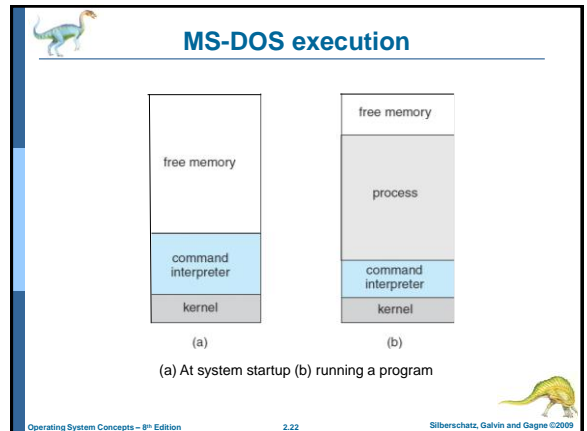 MS-DOS execution
free memory
command
interpreter
kernel
(a)
free memory
process
command
interpreter
kernel
(b)
(a) At system startup (b) running a program
Operating System Concepts – 8th Edition
2.22
Silberschatz, Galvin and Gagne ©2009